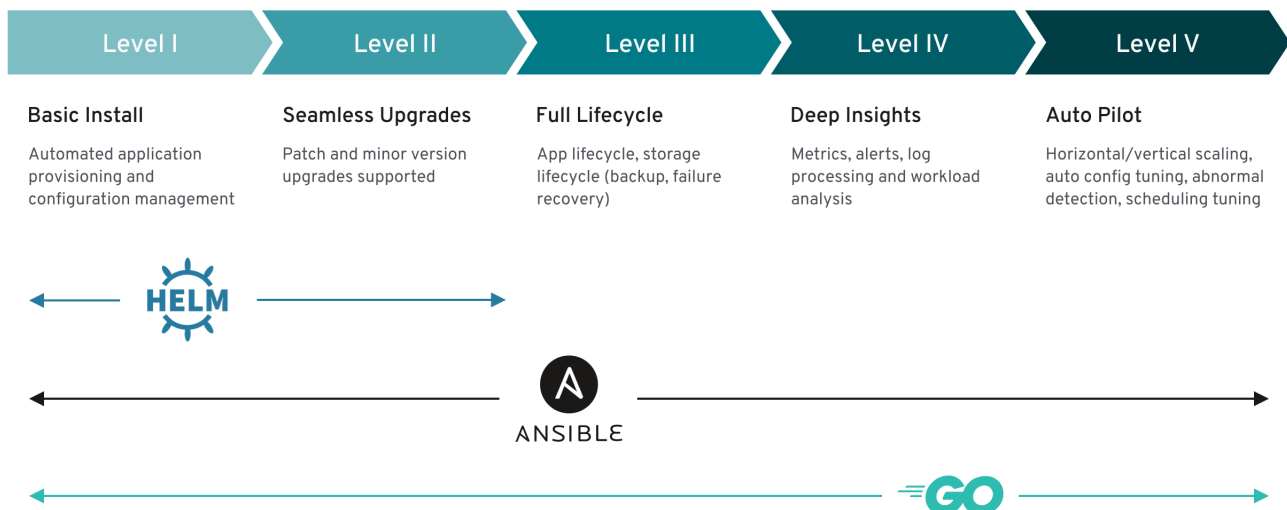 Level I
Level II
Level III
Level IV
Level V
Basic Install
Automated application
provisioning and
configuration management
Seamless Upgrades
Patch and minor version
upgrades supported
Full Lifecycle
App lifecycle, storage
lifecycle (backup, failure
recovery)
Deep Insights
Metrics, alerts, log
processing and workload
analysis
Auto Pilot
Horizontal/vertical scaling,
auto config tuning, abnormal
detection, scheduling tuning
HELM
A
ANSIBLE
GO